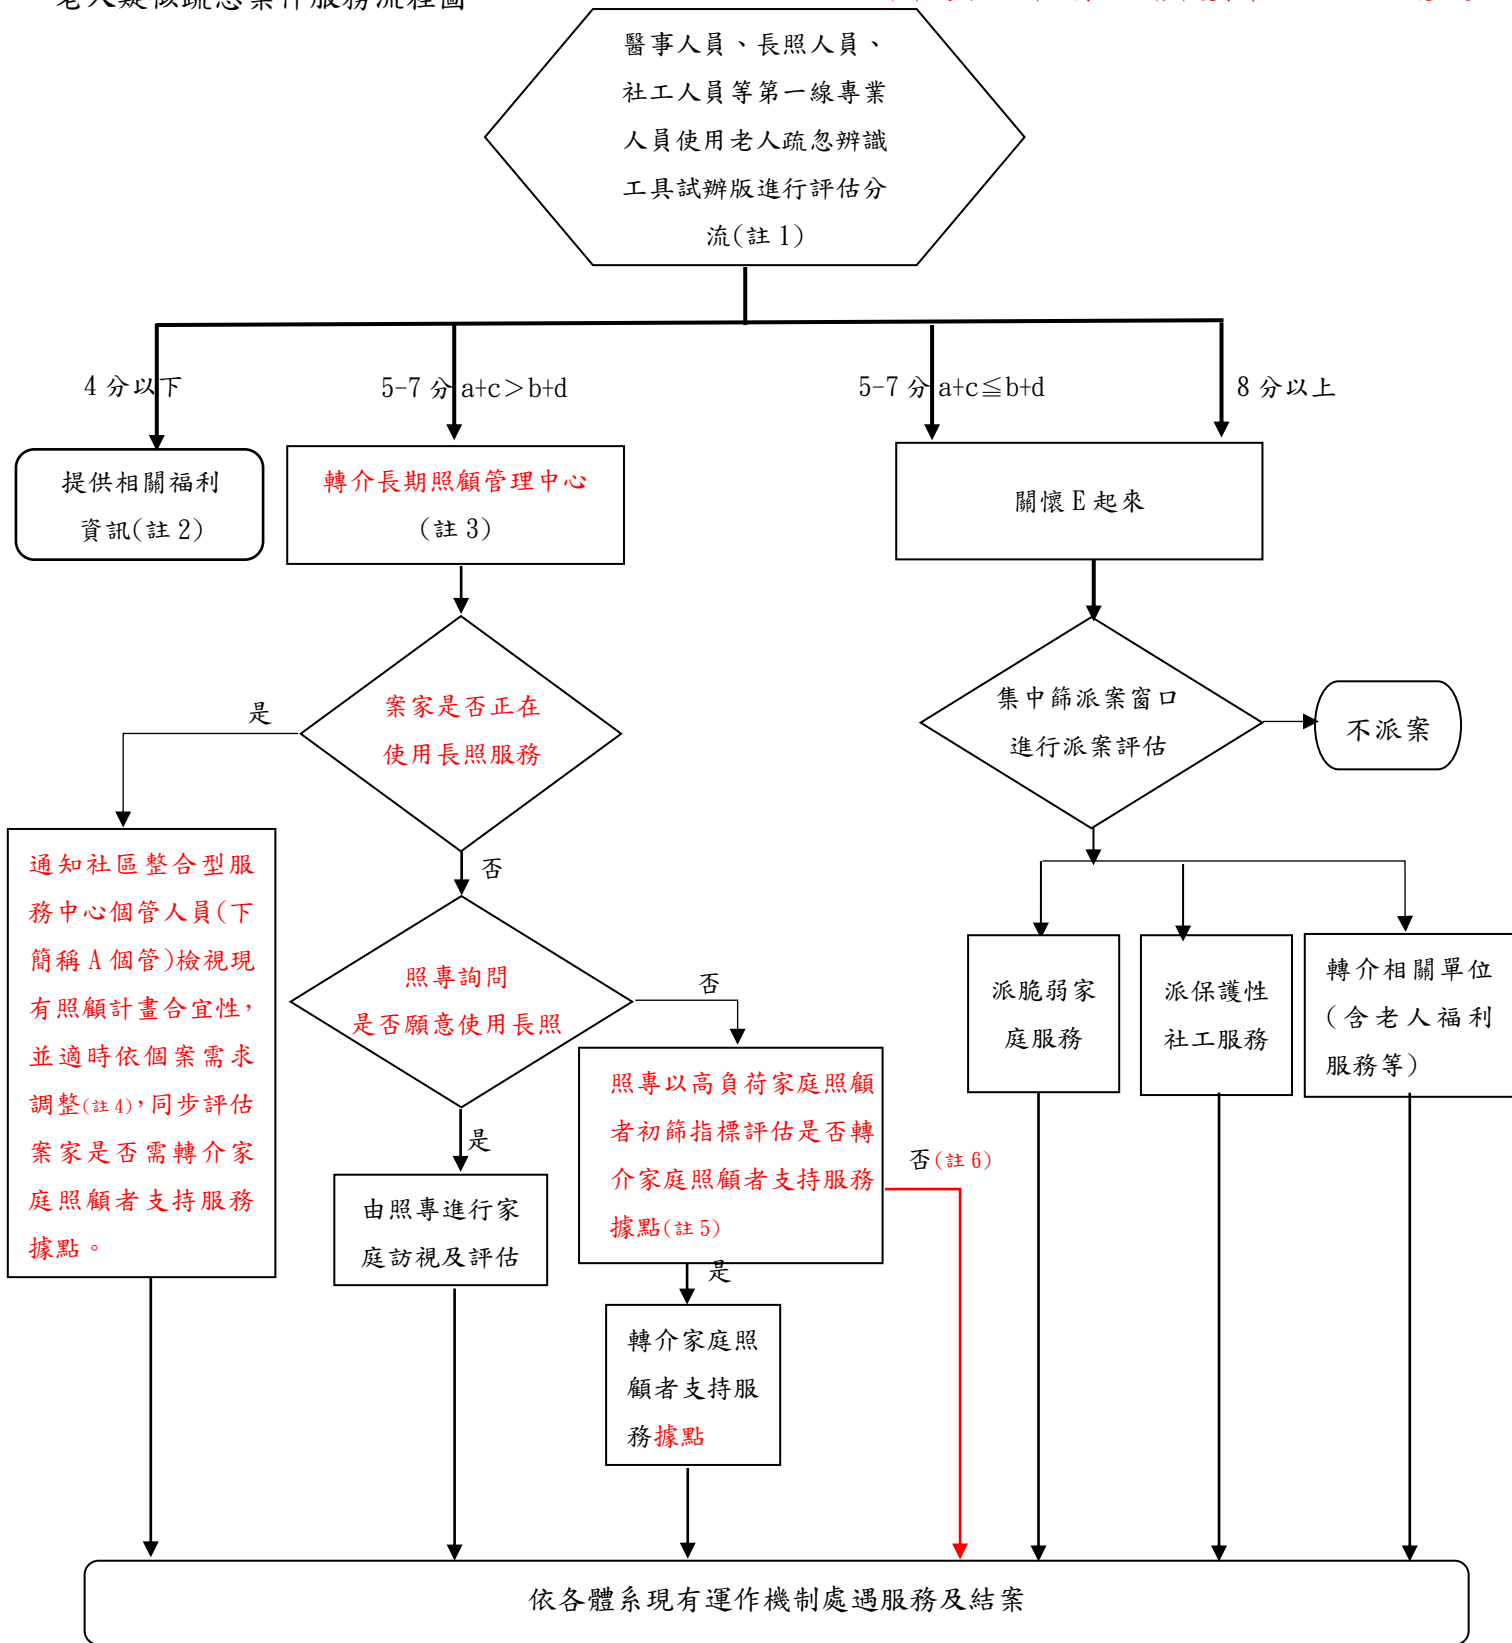 老人疑似疏忽案件服務流程圖
醫事人員、長照人員、
社工人員等第一線專業
人員使用老人疏忽辨識
工具試辦版進行評估分
流(註 1)
4 分以下
5-7 分 a+c＞b+d
5-7 分 a+c≦b+d
8 分以上
提供相關福利
資訊(註 2)
轉介長期照顧管理中心
(註 3)
關懷 E 起來
案家是否正在
使用長照服務
是
否
集中篩派案窗口
進行派案評估
不派案
通知社區整合型服
務中心個管人員(下
簡稱 A 個管)檢視現
有照顧計畫合宜性，
並適時依個案需求
調整(註 4)，同步評估
案家是否需轉介家
庭照顧者支持服務
據點。
照專詢問
是否願意使用長照
否
是
派脆弱家
庭服務
派保護性
社工服務
轉介相關單位
(含老人福利
服務等)
由照專進行家
庭訪視及評估
照專以高負荷家庭照顧
者初篩指標評估是否轉
介家庭照顧者支持服務
據點(註 5)
否(註 6)
是
轉介家庭照
顧者支持服
務據點
依各體系現有運作機制處遇服務及結案